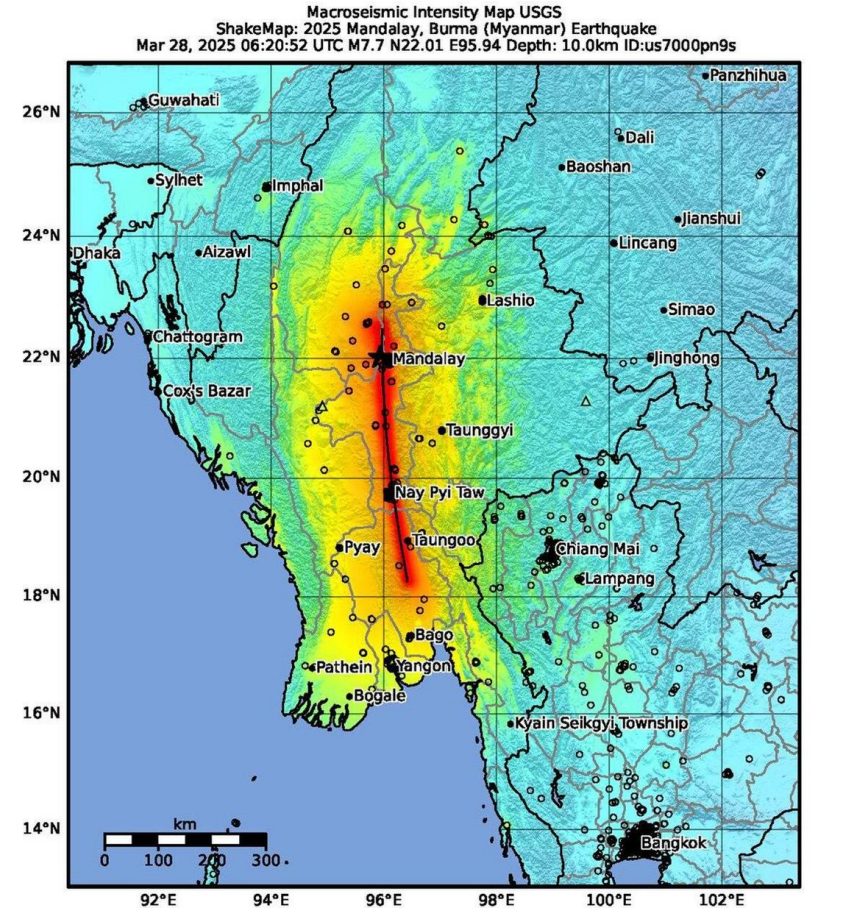 Macroseismic Intensity Map USGS
ShakeMap: 2025 Mandalay, Burma (Myanmar) Earthquake
Mar 28, 2025 06:20:52 UTC M7.7 N22.01 E95.94 Depth: 10.0km ID:us7000pn9s
Panzhihua
26°N
Guwahati
Dali
Baoshan
Sylhet
Imphal
Jianshui
24°N
Lincang
Dhaka
Aizawl
Lashio
Simao
Chattogram
22°N
Mandalay
Jinghong
Cox's Bazar
Taunggyi
20°N
Nay Pyi Taw
Taungoo
Pyay
Chiang Mai
Lampang
18°N
Bago
Pathein
Yangon
Bogale
16°N
Kyain Seikgyi Township
km
14°N
Bangkok
0 100 200 300
92°E 94°E 96°E 98°E 100°E 102°E